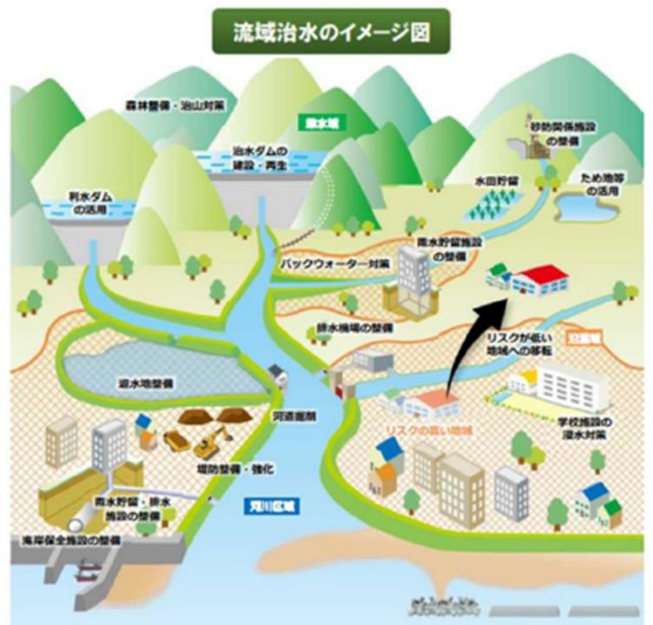 流域治水のイメージ図
森林整備・治山対策
集水域
治水ダムの
建設・再生
砂防関係施設
の整備
利水ダム
の活用
水田貯留
ため池等
の活用
雨水貯留施設
の整備
バックウォーター対策
排水機場の整備
リスクが低い
地域への移転
氾濫域
遊水地整備
河道掘削
リスクの高い地域
学校施設の
浸水対策
堤防整備・強化
雨水貯留・排水
施設の整備
河川区域
海岸保全施設の整備